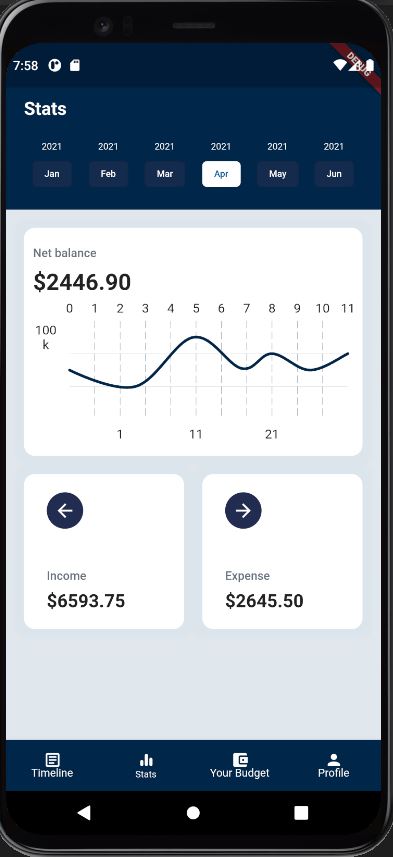 7:58
DEBUG
Stats
2021 2021 2021 2021 2021 2021
Jan Feb Mar Apr May Jun
Net balance
$2446.90
0 1 2 3 4 5 6 7 8 9 10 11
100
k
1 11 21
Income Expense
$6593.75 $2645.50
Timeline Stats Your Budget Profile